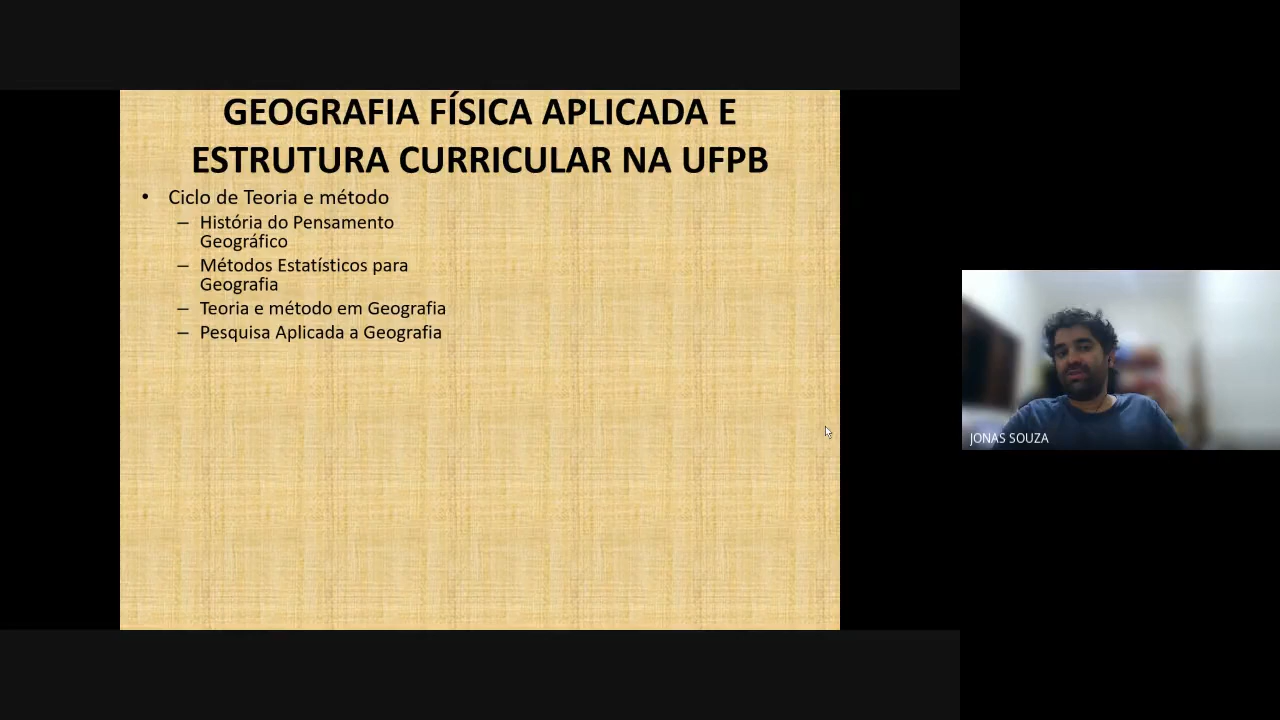 GEOGRAFIA FÍSICA APLICADA E
ESTRUTURA CURRICULAR NA UFPB
• Ciclo de Teoria e método
– História do Pensamento
Geográfico
– Métodos Estatísticos para
Geografia
– Teoria e método em Geografia
– Pesquisa Aplicada a Geografia
JONAS SOUZA